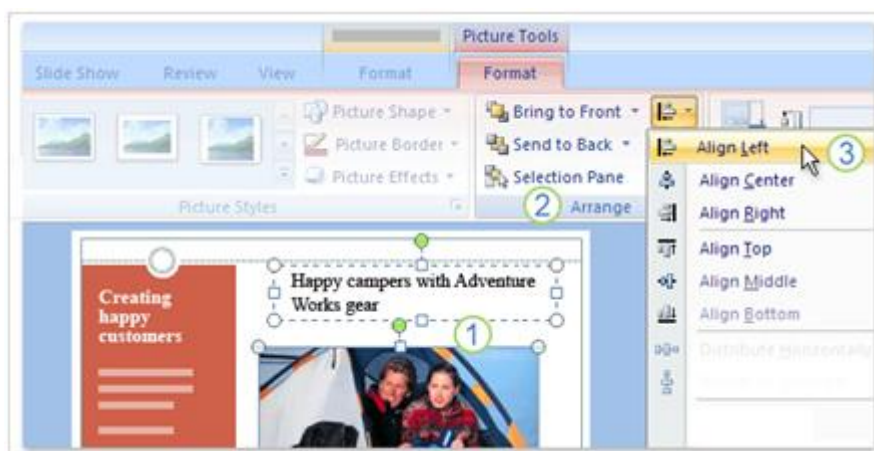 Picture Tools
Slide Show Review View Format Format
Picture Shape Bring to Front
Picture Border Send to Back Align Left 3
Picture Effects Selection Pane Align Center
Picture Styles 2 Arrange Align Right
Align Top
Align Middle
Align Bottom
Distribute Horizontally
Happy campers with Adventure
Works gear
1
Creating
happy
customers